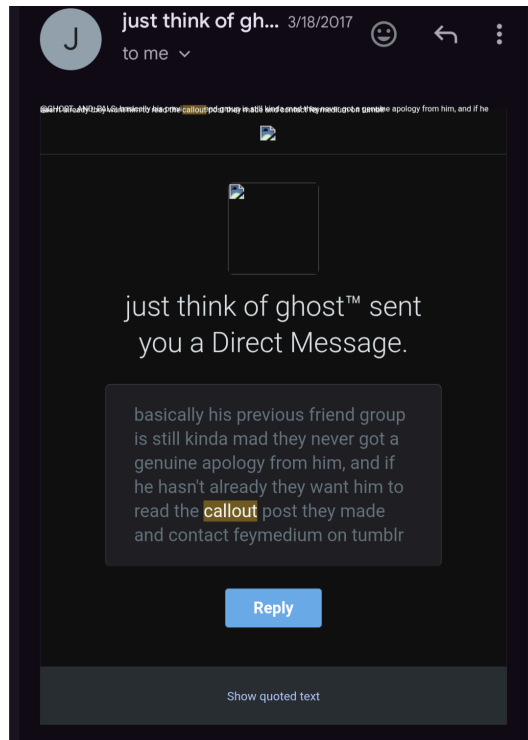 J
just think of gh... 3/18/2017
to me
just think of ghost™ sent
you a Direct Message.
basically his previous friend group
is still kinda mad they never got a
genuine apology from him, and if
he hasn't already they want him to
read the callout post they made
and contact feymedium on tumblr
Reply
Show quoted text